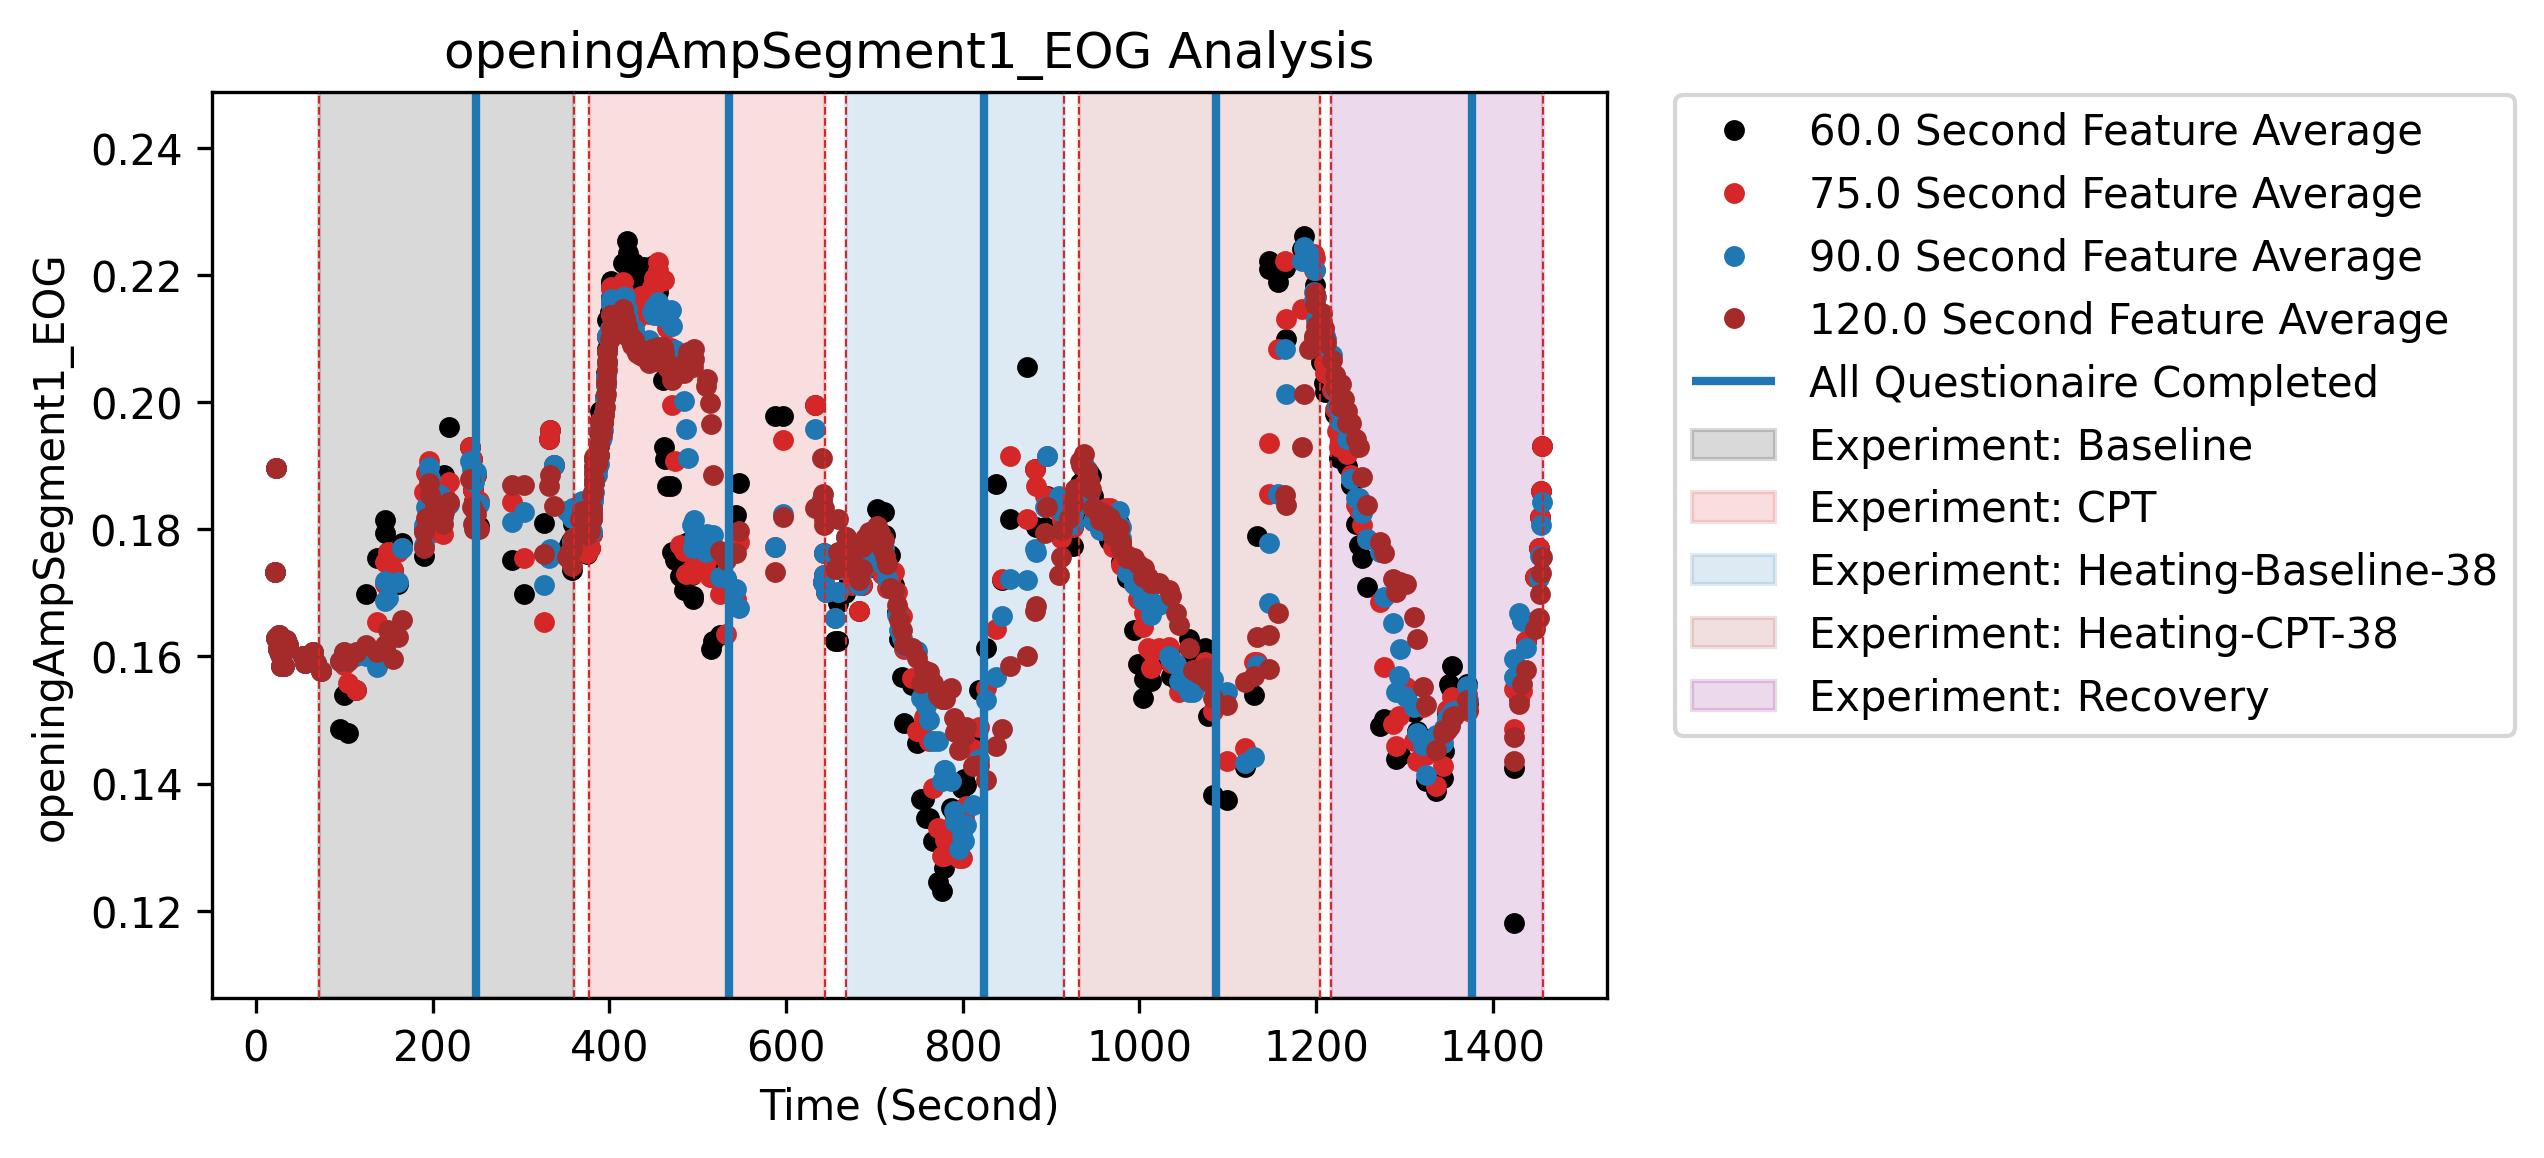 openingAmpSegment1_EOG Analysis
openingAmpSegment1_EOG
0.24
0.22
0.20
0.18
0.16
0.14
0.12
0 200 400 600 800 1000 1200 1400
Time (Second)
60.0 Second Feature Average
75.0 Second Feature Average
90.0 Second Feature Average
120.0 Second Feature Average
All Questionaire Completed
Experiment: Baseline
Experiment: CPT
Experiment: Heating-Baseline-38
Experiment: Heating-CPT-38
Experiment: Recovery